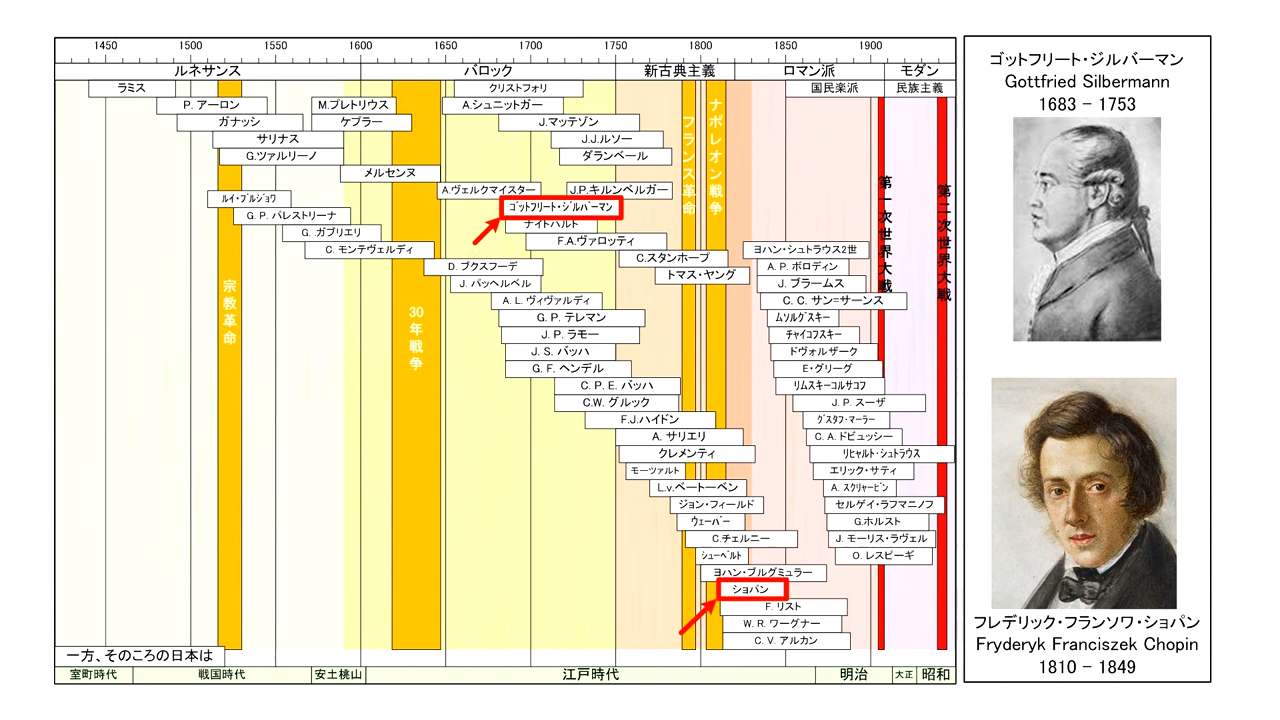 1450 1500 1550 1600 1650 1700 1750 1800 1850 1900
ルネサンス バロック 新古典主義 ロマン派 モダン
ラミス クリストフォリ 国民楽派 民族主義
P. アーロン M.プレトリウス A.シュニットガー
ガナッシ ケプラー J.マッテゾン
サリナス J.J.ルソー
G.ツァルリーノ ダランベール
メルセンヌ
A.ヴェルクマイスター J.P.キルンベルガー
ルイ・ブルジョワ ゴットフリート・ジルバーマン
G. P. パレストリーナ ナイトハルト
G. ガブリエリ F.A.ヴァロッティ
C. モンテヴェルディ C.スタンホープ ヨハン・シュトラウス2世
D. ブクスフーデ トマス・ヤング A. P. ボロディン
J. パッヘルベル J. ブラームス
A. L. ヴィヴァルディ C. C. サン=サーンス
G. P. テレマン ムソルグスキー
J. P. ラモー チャイコフスキー
J. S. バッハ ドヴォルザーク
G. F. ヘンデル E・グリーグ
C. P. E. バッハ リムスキーコルサコフ
C.W. グルック J. P. スーザ
F.J.ハイドン グスタフ・マーラー
A. サリエリ C. A. ドビュッシー
クレメンティ リヒャルト・シュトラウス
モーツァルト エリック・サティ
L.v.ベートーベン A. スクリャービン
ジョン・フィールド セルゲイ・ラフマニノフ
ウェーバー G.ホルスト
C.チェルニー J. モーリス・ラヴェル
シューベルト O. レスピーギ
ヨハン・ブルグミュラー
ショパン
F. リスト
W. R. ワーグナー
C. V. アルカン
宗教革命
30年戦争
フランス革命
ナポレオン戦争
第一次世界大戦
第二次世界大戦
一方、そのころの日本は
室町時代 戦国時代 安土桃山 江戸時代 明治 大正 昭和
ゴットフリート・ジルバーマン
Gottfried Silbermann
1683 – 1753
フレデリック・フランソワ・ショパン
Fryderyk Franciszek Chopin
1810 – 1849